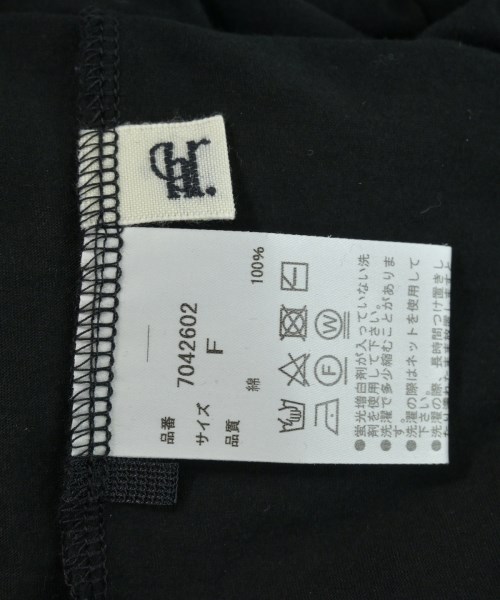 品番 7042602
サイズ F
品質 綿 100%
W
F
●蛍光増白剤が入っていない洗
剤を使用して下さい。
●洗濯で多少縮むことがありま
す。
●洗濯の際はネットを使用して
下さい。
●洗濯の際、長時間つけ置きし